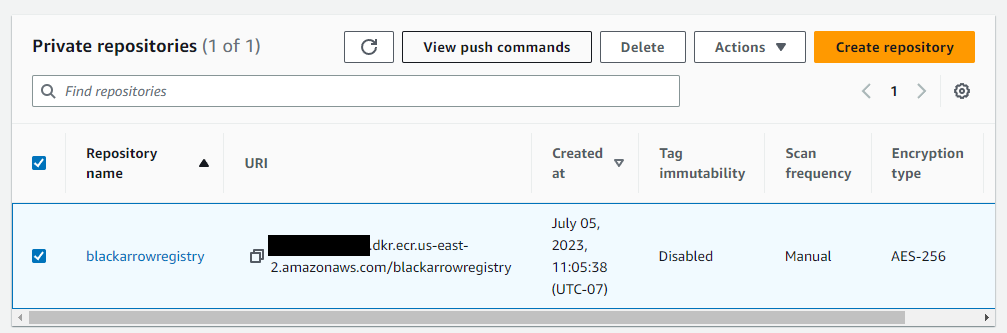 Private repositories (1 of 1)
View push commands
Delete
Actions
Create repository
Find repositories
1
Repository
name
URI
Created
at
Tag
immutability
Scan
frequency
Encryption
type
blackarrowregistry
.dkr.ecr.us-east-
2.amazonaws.com/blackarrowregistry
July 05,
2023,
11:05:38
(UTC-07)
Disabled
Manual
AES-256